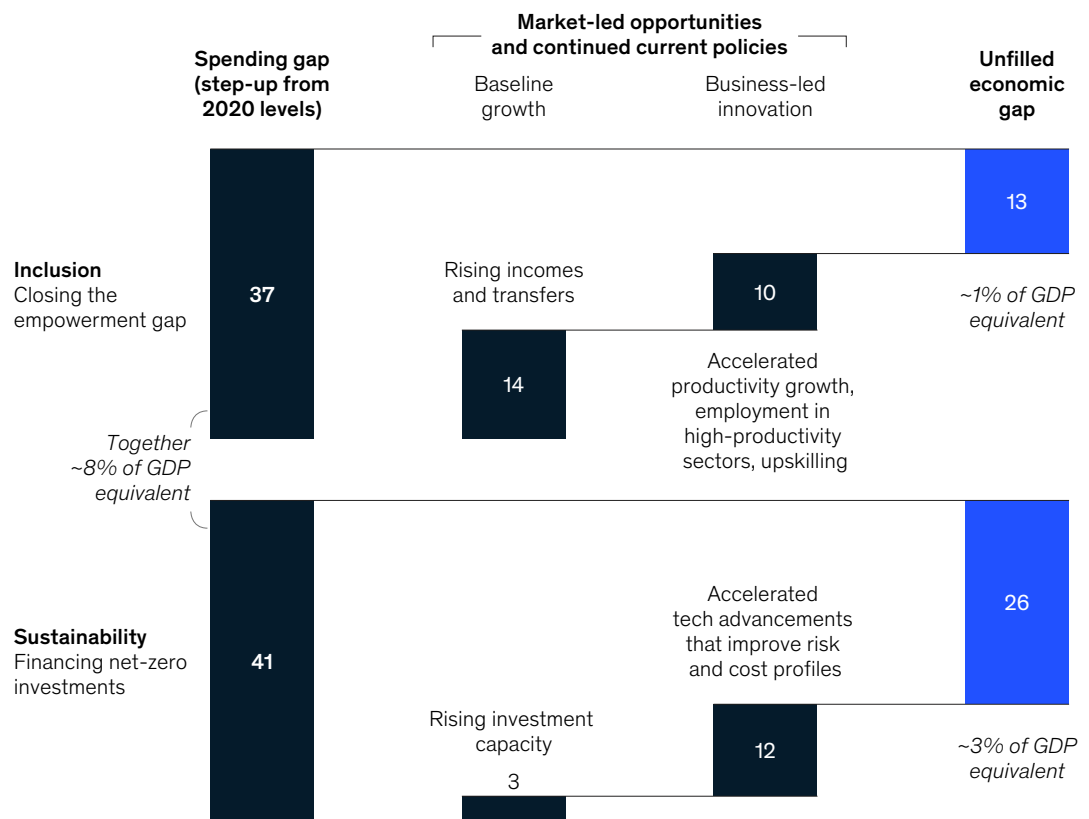 Market-led opportunities
and continued current policies
Spending gap
(step-up from
2020 levels)
Baseline
growth
Business-led
innovation
Unfilled
economic
gap
Inclusion
Closing the
empowerment gap
37
Rising incomes
and transfers
14
10
Accelerated
productivity growth,
employment in
high-productivity
sectors, upskilling
13
~1% of GDP
equivalent
Together
~8% of GDP
equivalent
Sustainability
Financing net-zero
investments
41
Rising investment
capacity
3
Accelerated
tech advancements
that improve risk
and cost profiles
12
26
~3% of GDP
equivalent